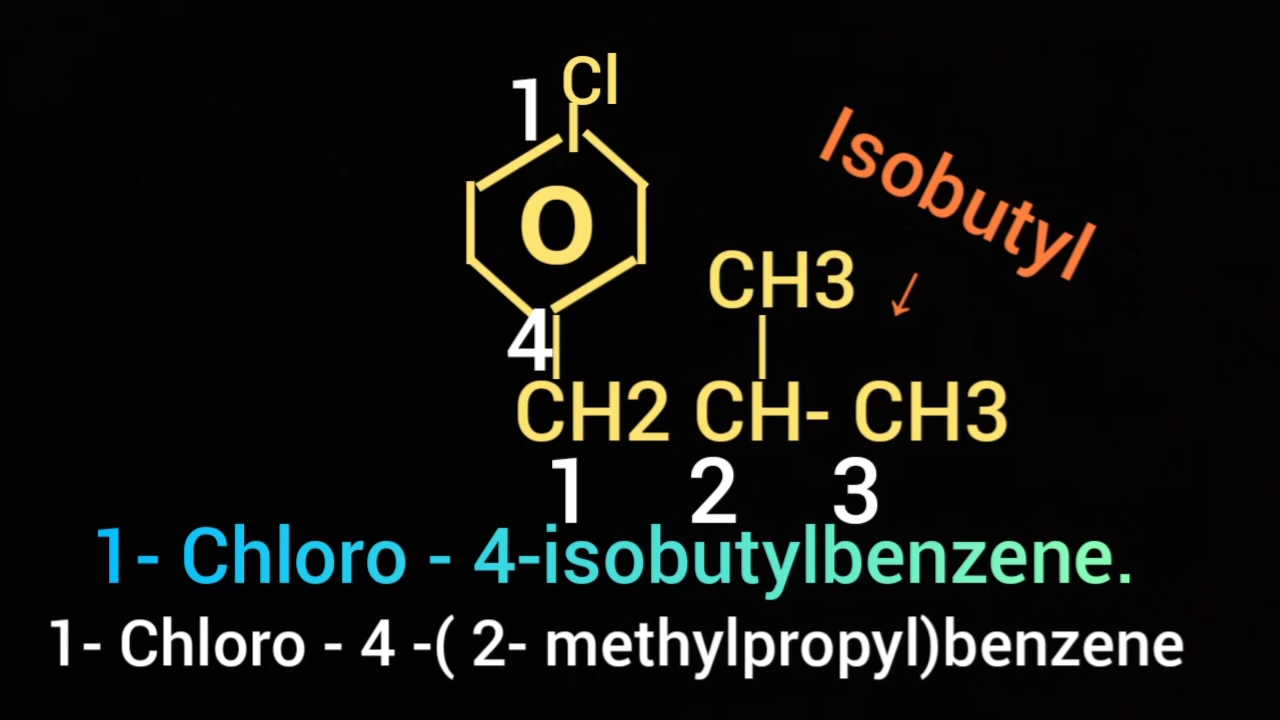 Cl
1
Isobutyl
O
CH3 ↓
|
4
CH2 CH- CH3
1 2 3
1- Chloro - 4-isobutylbenzene.
1- Chloro - 4 -( 2- methylpropyl)benzene